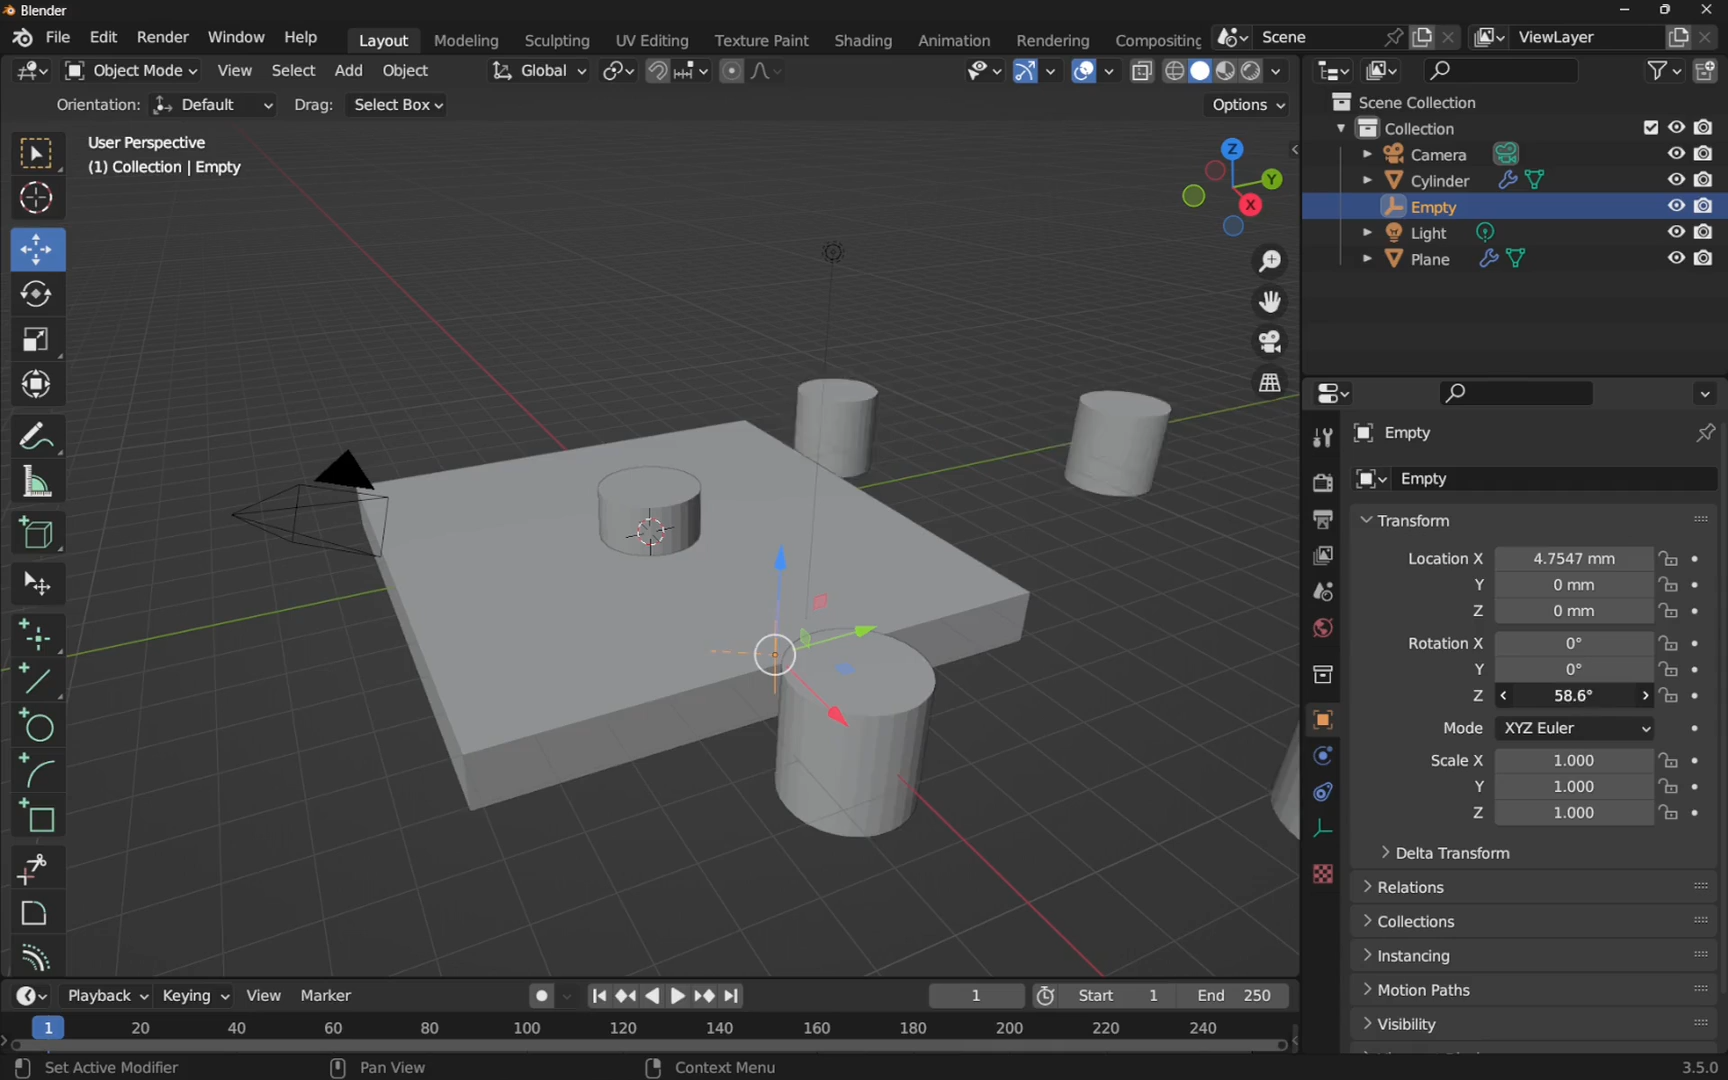 Blender
File Edit Render Window Help Layout Modeling Sculpting UV Editing Texture Paint Shading Animation Rendering Compositing Scene ViewLayer
Object Mode View Select Add Object Global
Orientation: Default Drag: Select Box Options
User Perspective
(1) Collection | Empty
Z
Y
X
Scene Collection
Collection
Camera
Cylinder
Empty
Light
Plane
Empty
Empty
Transform
Location X 4.7547 mm
Y 0 mm
Z 0 mm
Rotation X 0°
Y 0°
Z 58.6°
Mode XYZ Euler
Scale X 1.000
Y 1.000
Z 1.000
Delta Transform
Relations
Collections
Instancing
Motion Paths
Visibility
Playback Keying View Marker 1 Start 1 End 250
1 20 40 60 80 100 120 140 160 180 200 220 240
Set Active Modifier Pan View Context Menu 3.5.0